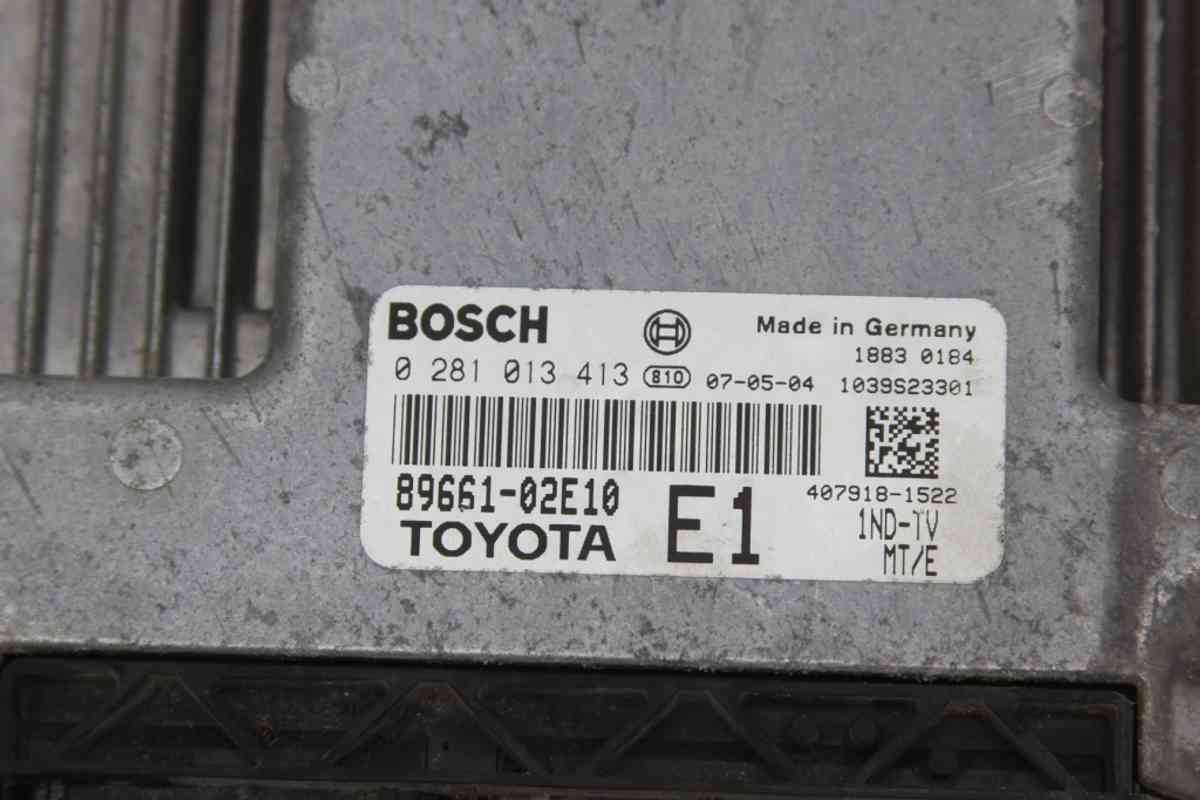 BOSCH
Made in Germany
1883 0184
0 281 013 413 810 07-05-04 1039S23301
89661-02E10
TOYOTA
E1
407918-1522
1ND-TV
MT/E